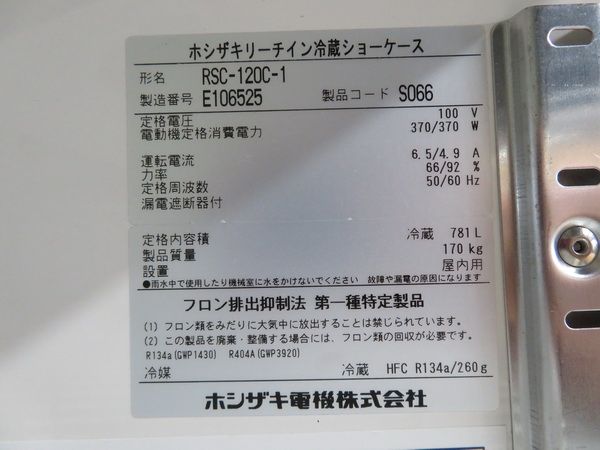 ホシザキリーチイン冷蔵ショーケース
形名 RSC-120C-1
製造番号 E106525 製品コード S066
定格電圧 100 V
電動機定格消費電力 370/370 W
運転電流 6.5/4.9 A
力率 66/92 %
定格周波数 50/60 Hz
漏電遮断器付
定格内容積 冷蔵 781 L
製品質量 170 kg
設置 屋内用
●雨水中で使用したり機械室に水をかけないでください 故障や漏電の原因になります
フロン排出抑制法 第一種特定製品
(1) フロン類をみだりに大気中に放出することは禁じられています。
(2) この製品を廃棄・整備する場合には、フロン類の回収が必要です。
R134a(GWP1430) R404A(GWP3920)
冷媒 冷蔵 HFC R134a/260g
ホシザキ電機株式会社